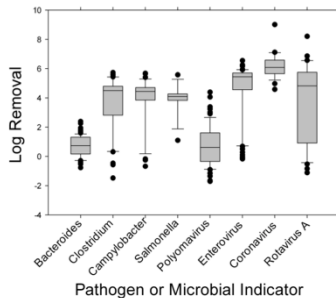 Log Removal
10
8
6
4
2
0
-2
-4
Bacteroides
Clostridium
Campylobacter
Salmonella
Polyomavirus
Enterovirus
Coronavirus
Rotavirus A
Pathogen or Microbial Indicator